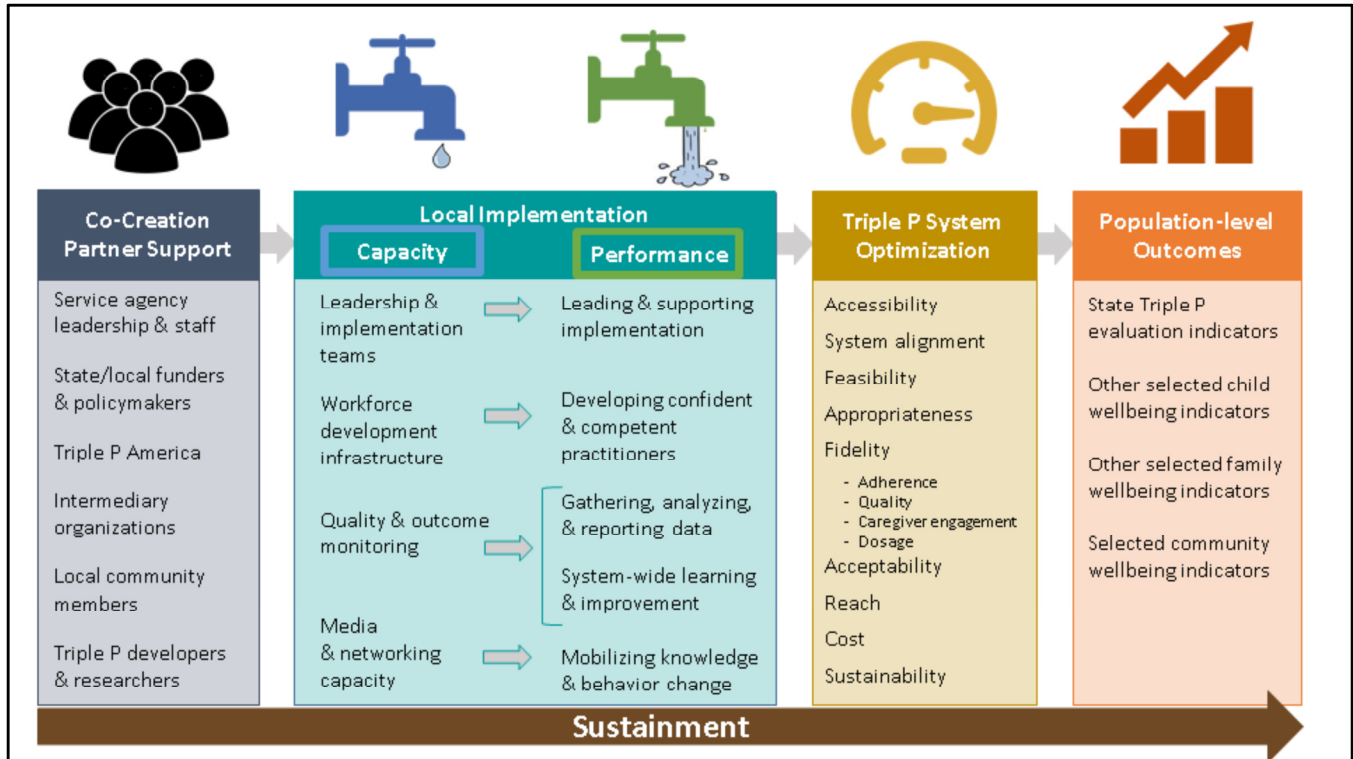 Co-Creation
Partner Support
Service agency
leadership & staff
State/local funders
& policymakers
Triple P America
Intermediary
organizations
Local community
members
Triple P developers
& researchers
Local Implementation
Capacity
Performance
Leadership &
implementation
teams
Leading & supporting
implementation
Workforce
development
infrastructure
Developing confident
& competent
practitioners
Quality & outcome
monitoring
Gathering, analyzing,
& reporting data
System-wide learning
& improvement
Media
& networking
capacity
Mobilizing knowledge
& behavior change
Triple P System
Optimization
Accessibility
System alignment
Feasibility
Appropriateness
Fidelity
- Adherence
- Quality
- Caregiver engagement
- Dosage
Acceptability
Reach
Cost
Sustainability
Population-level
Outcomes
State Triple P
evaluation indicators
Other selected child
wellbeing indicators
Other selected family
wellbeing indicators
Selected community
wellbeing indicators
Sustainment